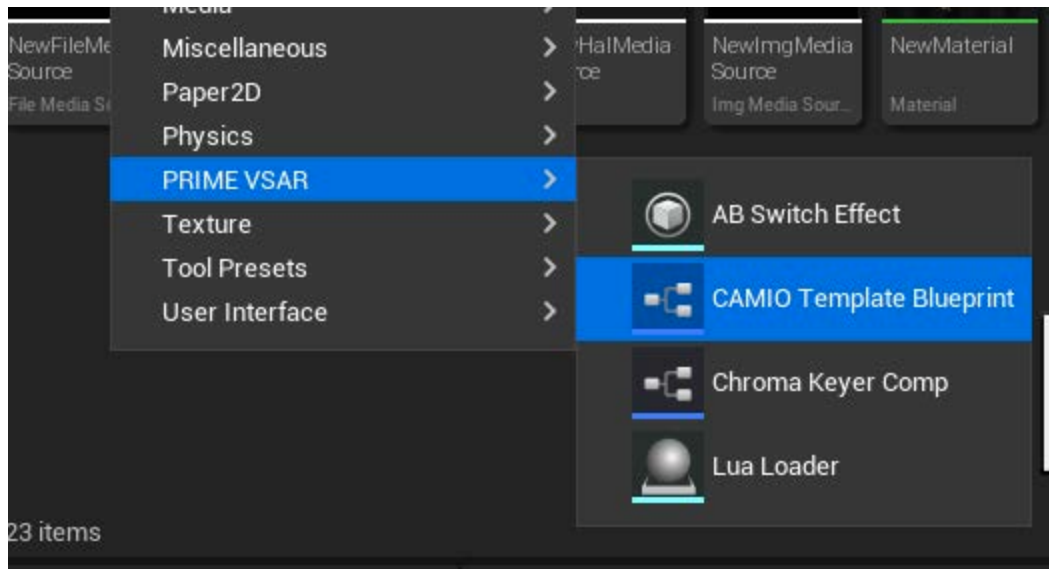 Media
NewFileMe
Source
File Media S
Miscellaneous
Paper2D
Physics
PRIME VSAR
Texture
Tool Presets
User Interface
HalMedia
NewImgMedia
Source
Img Media Sour...
NewMaterial
Material
AB Switch Effect
CAMIO Template Blueprint
Chroma Keyer Comp
Lua Loader
23 items